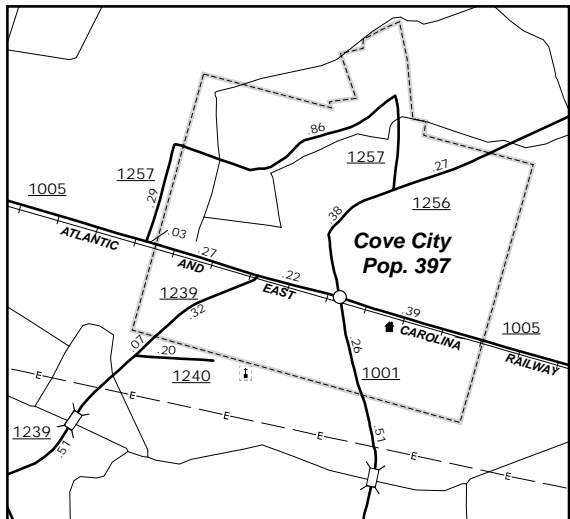 .86
1257
.27
1257
1256
.29
1005
.38
.03
Cove City
Pop. 397
ATLANTIC AND EAST CAROLINA RAILWAY
.27
.22
1239
.32
.39
1005
.26
.07
.20
1240
1001
E
E
E
E
E
E
1239
.51
.51